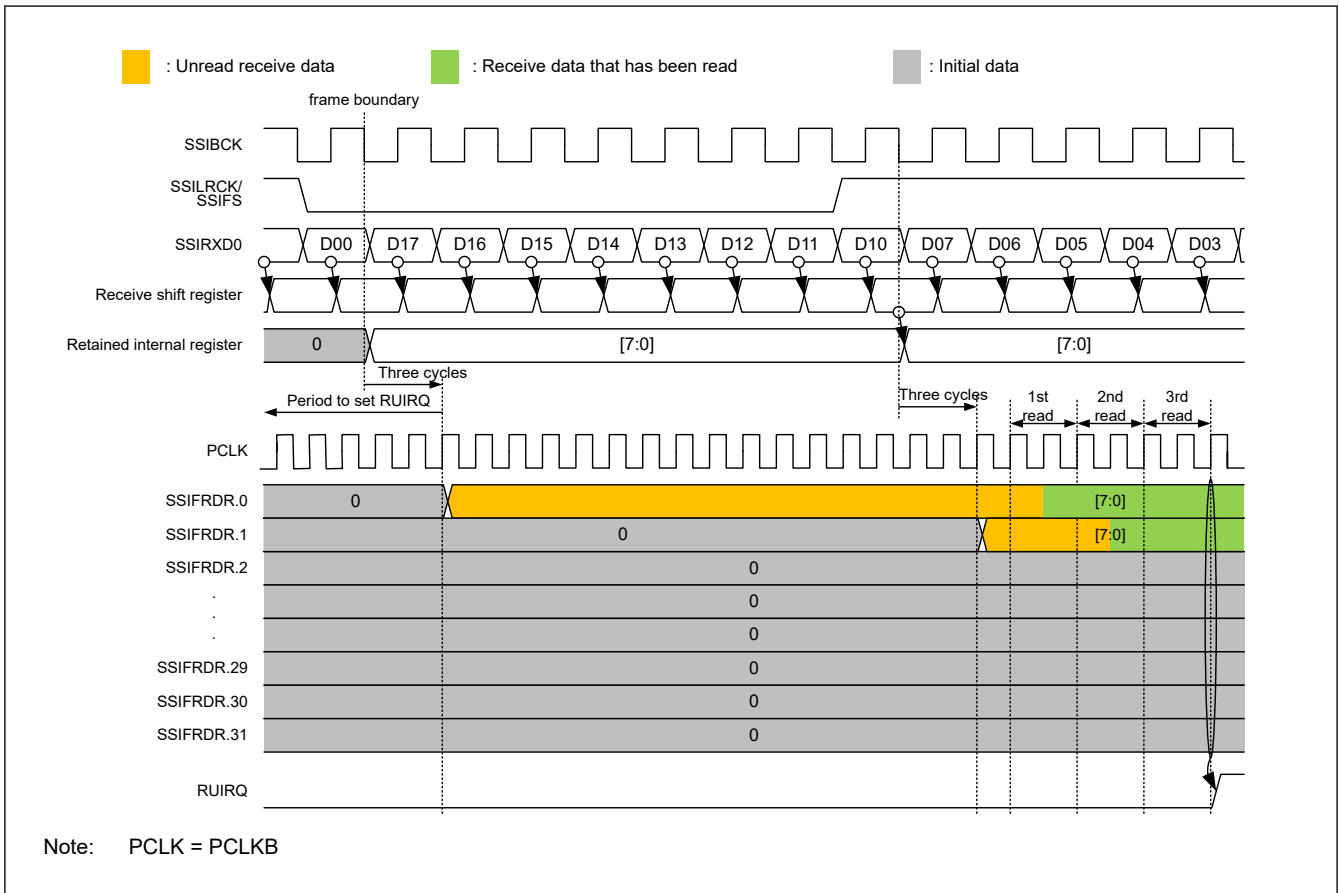 : Unread receive data : Receive data that has been read : Initial data
frame boundary
SSIBCK
SSILRCK/
SSIFS
SSIRXD0 D00 D17 D16 D15 D14 D13 D12 D11 D10 D07 D06 D05 D04 D03
Receive shift register
Retained internal register 0 [7:0] [7:0]
Three cycles
Period to set RUIRQ
Three cycles
1st
read
2nd
read
3rd
read
PCLK
SSIFRDR.0 0 [7:0]
SSIFRDR.1 0 [7:0]
SSIFRDR.2 0
. 0
.
. 0
SSIFRDR.29 0
SSIFRDR.30 0
SSIFRDR.31 0
RUIRQ
Note: PCLK = PCLKB